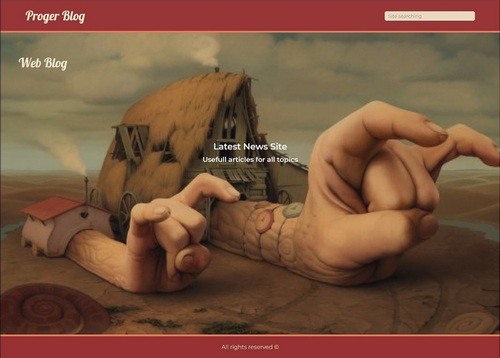 Proger Blog
Site searching
Web Blog
Latest News Site
Usefull articles for all topics
All rights reserved ©